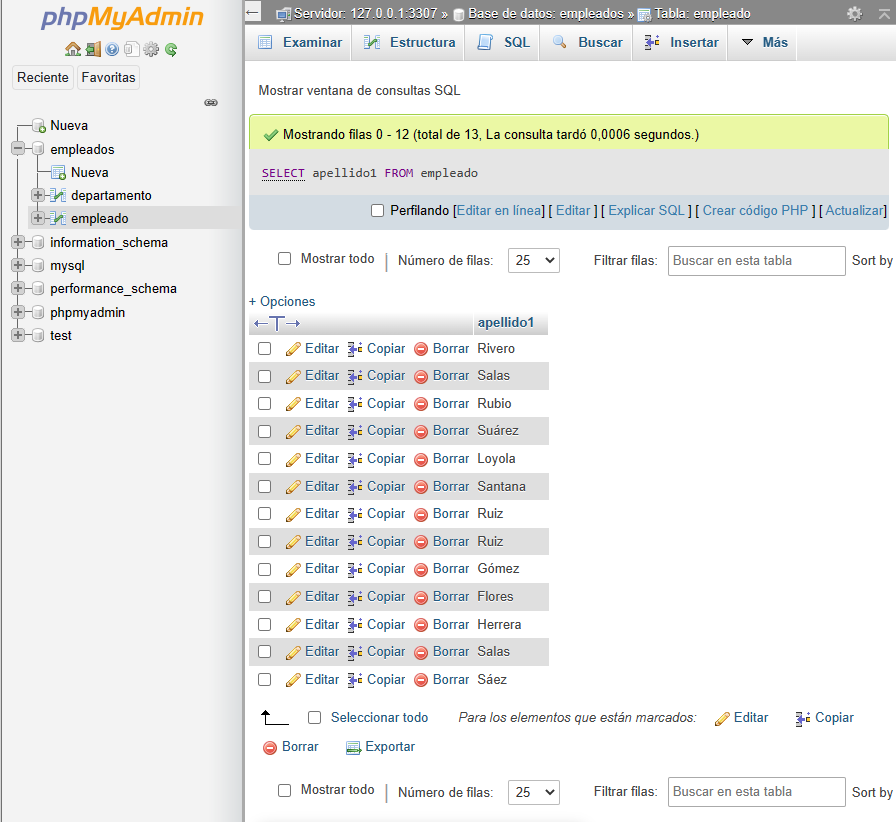 phpMyAdmin
Reciente Favoritas
Nueva
empleados
Nueva
departamento
empleado
information_schema
mysql
performance_schema
phpmyadmin
test
Servidor: 127.0.0.1:3307 » Base de datos: empleados » Tabla: empleado
Examinar Estructura SQL Buscar Insertar Más
Mostrar ventana de consultas SQL
Mostrando filas 0 - 12 (total de 13, La consulta tardó 0,0006 segundos.)
SELECT apellido1 FROM empleado
Perfilando [Editar en línea] [ Editar ] [ Explicar SQL ] [ Crear código PHP ] [ Actualizar]
Mostrar todo | Número de filas: 25 Filtrar filas: Buscar en esta tabla Sort by
+ Opciones
←T→ apellido1
Editar Copiar Borrar Rivero
Editar Copiar Borrar Salas
Editar Copiar Borrar Rubio
Editar Copiar Borrar Suárez
Editar Copiar Borrar Loyola
Editar Copiar Borrar Santana
Editar Copiar Borrar Ruiz
Editar Copiar Borrar Ruiz
Editar Copiar Borrar Gómez
Editar Copiar Borrar Flores
Editar Copiar Borrar Herrera
Editar Copiar Borrar Salas
Editar Copiar Borrar Sáez
Seleccionar todo Para los elementos que están marcados: Editar Copiar
Borrar Exportar
Mostrar todo | Número de filas: 25 Filtrar filas: Buscar en esta tabla Sort by